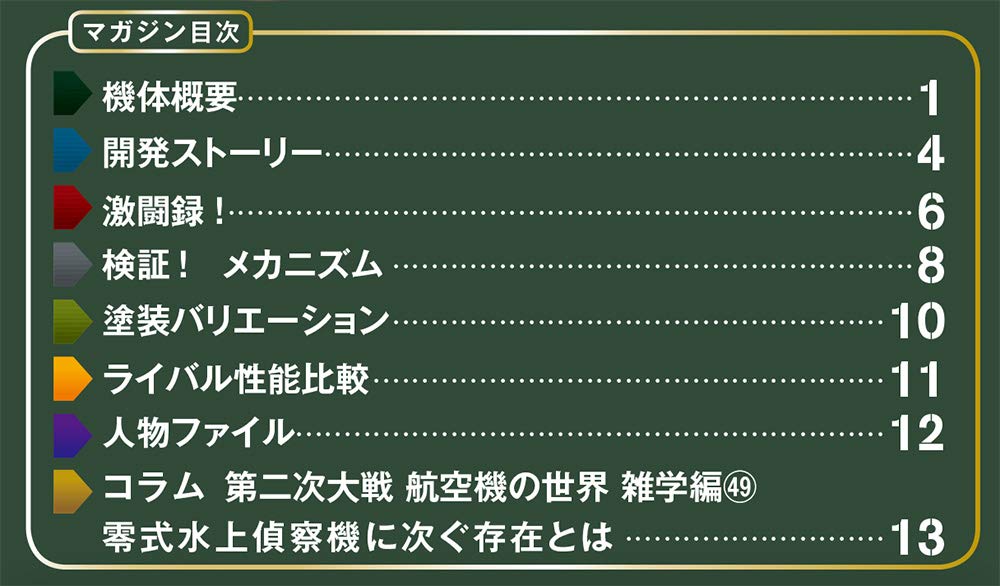 マガジン目次
機体概要…………………………………………1
開発ストーリー…………………………………4
激闘録！…………………………………………6
検証！　メカニズム……………………………8
塗装バリエーション……………………………10
ライバル性能比較………………………………11
人物ファイル……………………………………12
コラム 第二次大戦 航空機の世界 雑学編㊾
零式水上偵察機に次ぐ存在とは………………13